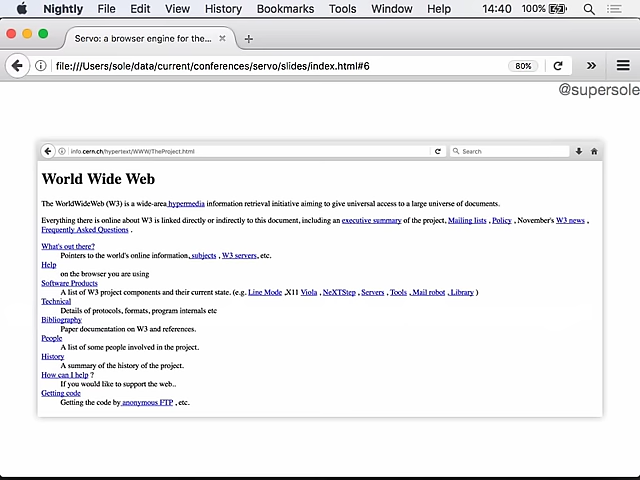 Nightly File Edit View History Bookmarks Tools Window Help 14:40 100%
Servo: a browser engine for the...
file:///Users/sole/data/current/conferences/servo/slides/index.html#6 80%
@supersole
info.cern.ch/hypertext/WWW/TheProject.html Search
World Wide Web
The WorldWideWeb (W3) is a wide-area hypermedia information retrieval initiative aiming to give universal access to a large universe of documents.
Everything there is online about W3 is linked directly or indirectly to this document, including an executive summary of the project, Mailing lists , Policy , November's W3 news ,
Frequently Asked Questions .
What's out there?
Pointers to the world's online information, subjects , W3 servers, etc.
Help
on the browser you are using
Software Products
A list of W3 project components and their current state. (e.g. Line Mode ,X11 Viola , NeXTStep , Servers , Tools , Mail robot , Library )
Technical
Details of protocols, formats, program internals etc
Bibliography
Paper documentation on W3 and references.
People
A list of some people involved in the project.
History
A summary of the history of the project.
How can I help ?
If you would like to support the web..
Getting code
Getting the code by anonymous FTP , etc.